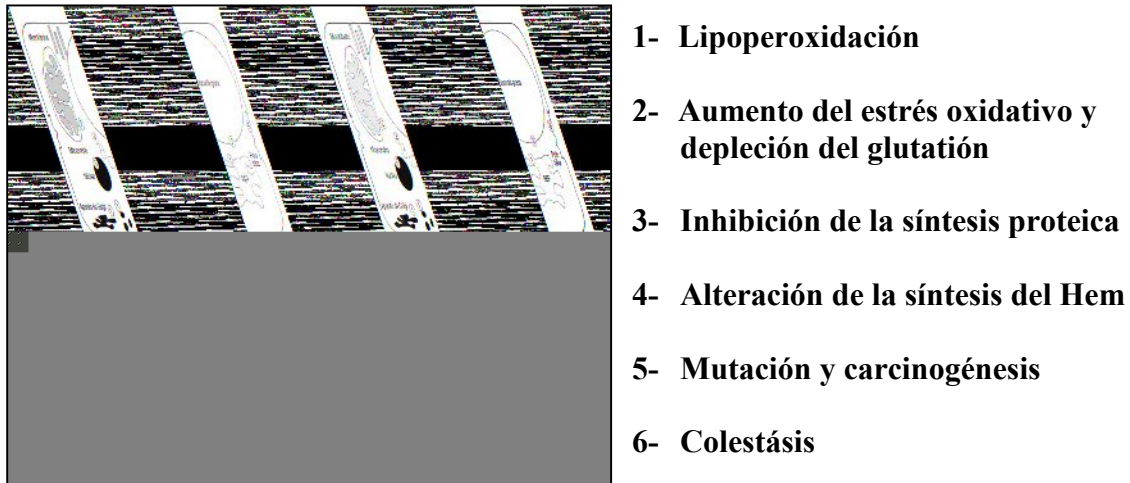 1- Lipoperoxidación
2- Aumento del estrés oxidativo y
depleción del glutatión
3- Inhibición de la síntesis proteica
4- Alteración de la síntesis del Hem
5- Mutación y carcinogénesis
6- Colestásis